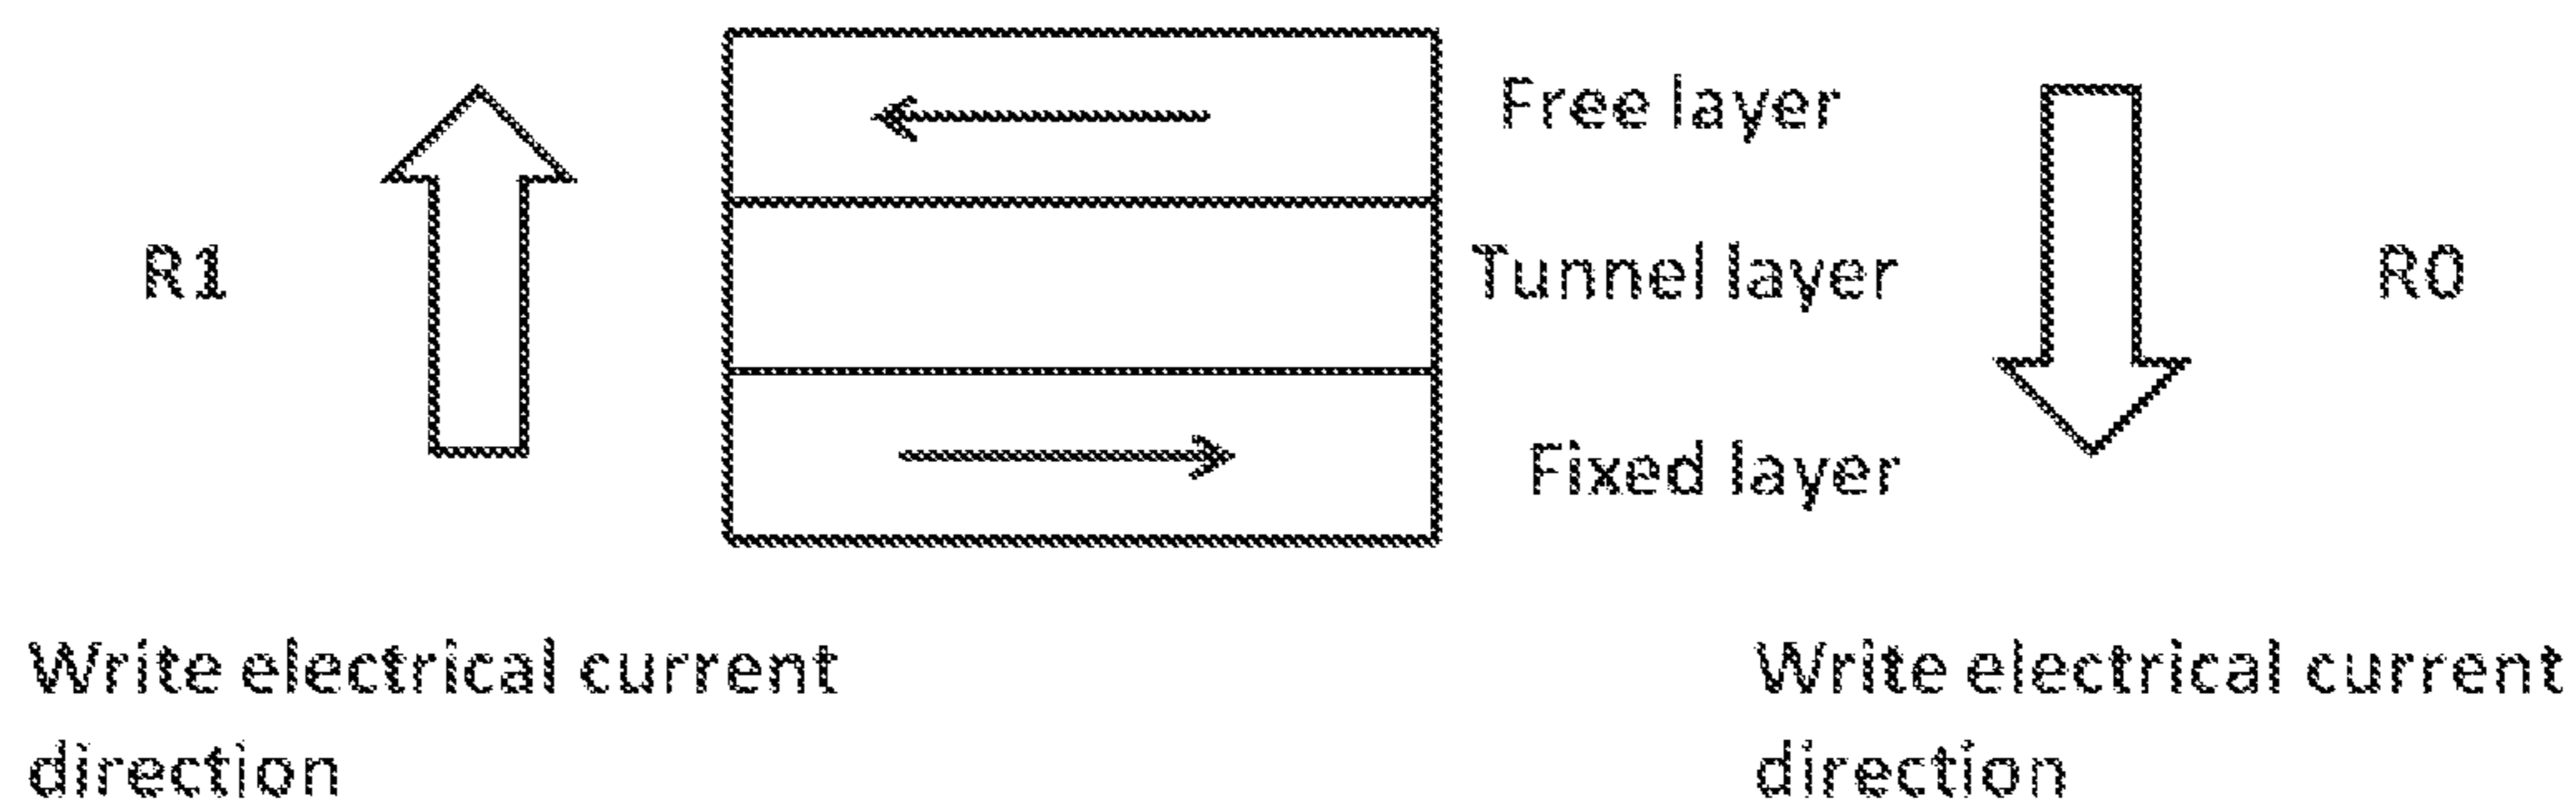 Free layer
R1
Tunnel layer
R0
Fixed layer
Write electrical current
direction
Write electrical current
direction